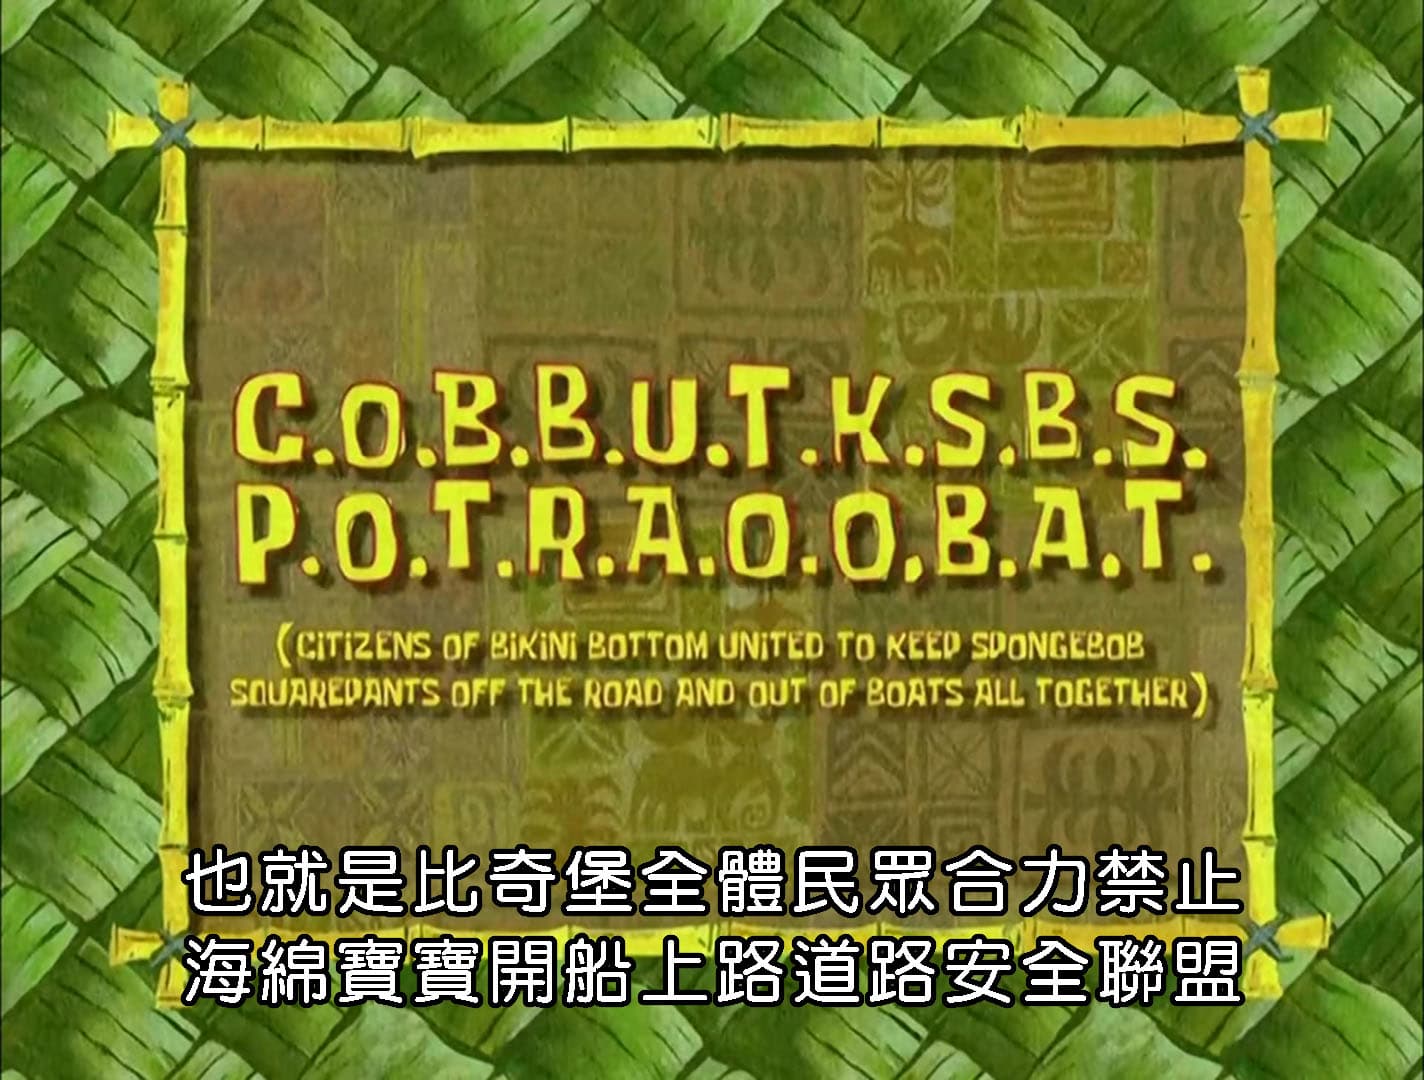 C.O.B.B.U.T.K.S.B.S.
P.O.T.R.A.O.O.B.A.T.
(CITIZENS OF BIKINI BOTTOM UNITED TO KEEP SPONGEBOB
SQUAREPANTS OFF THE ROAD AND OUT OF BOATS ALL TOGETHER)
也就是比奇堡全體民眾合力禁止
海綿寶寶開船上路道路安全聯盟